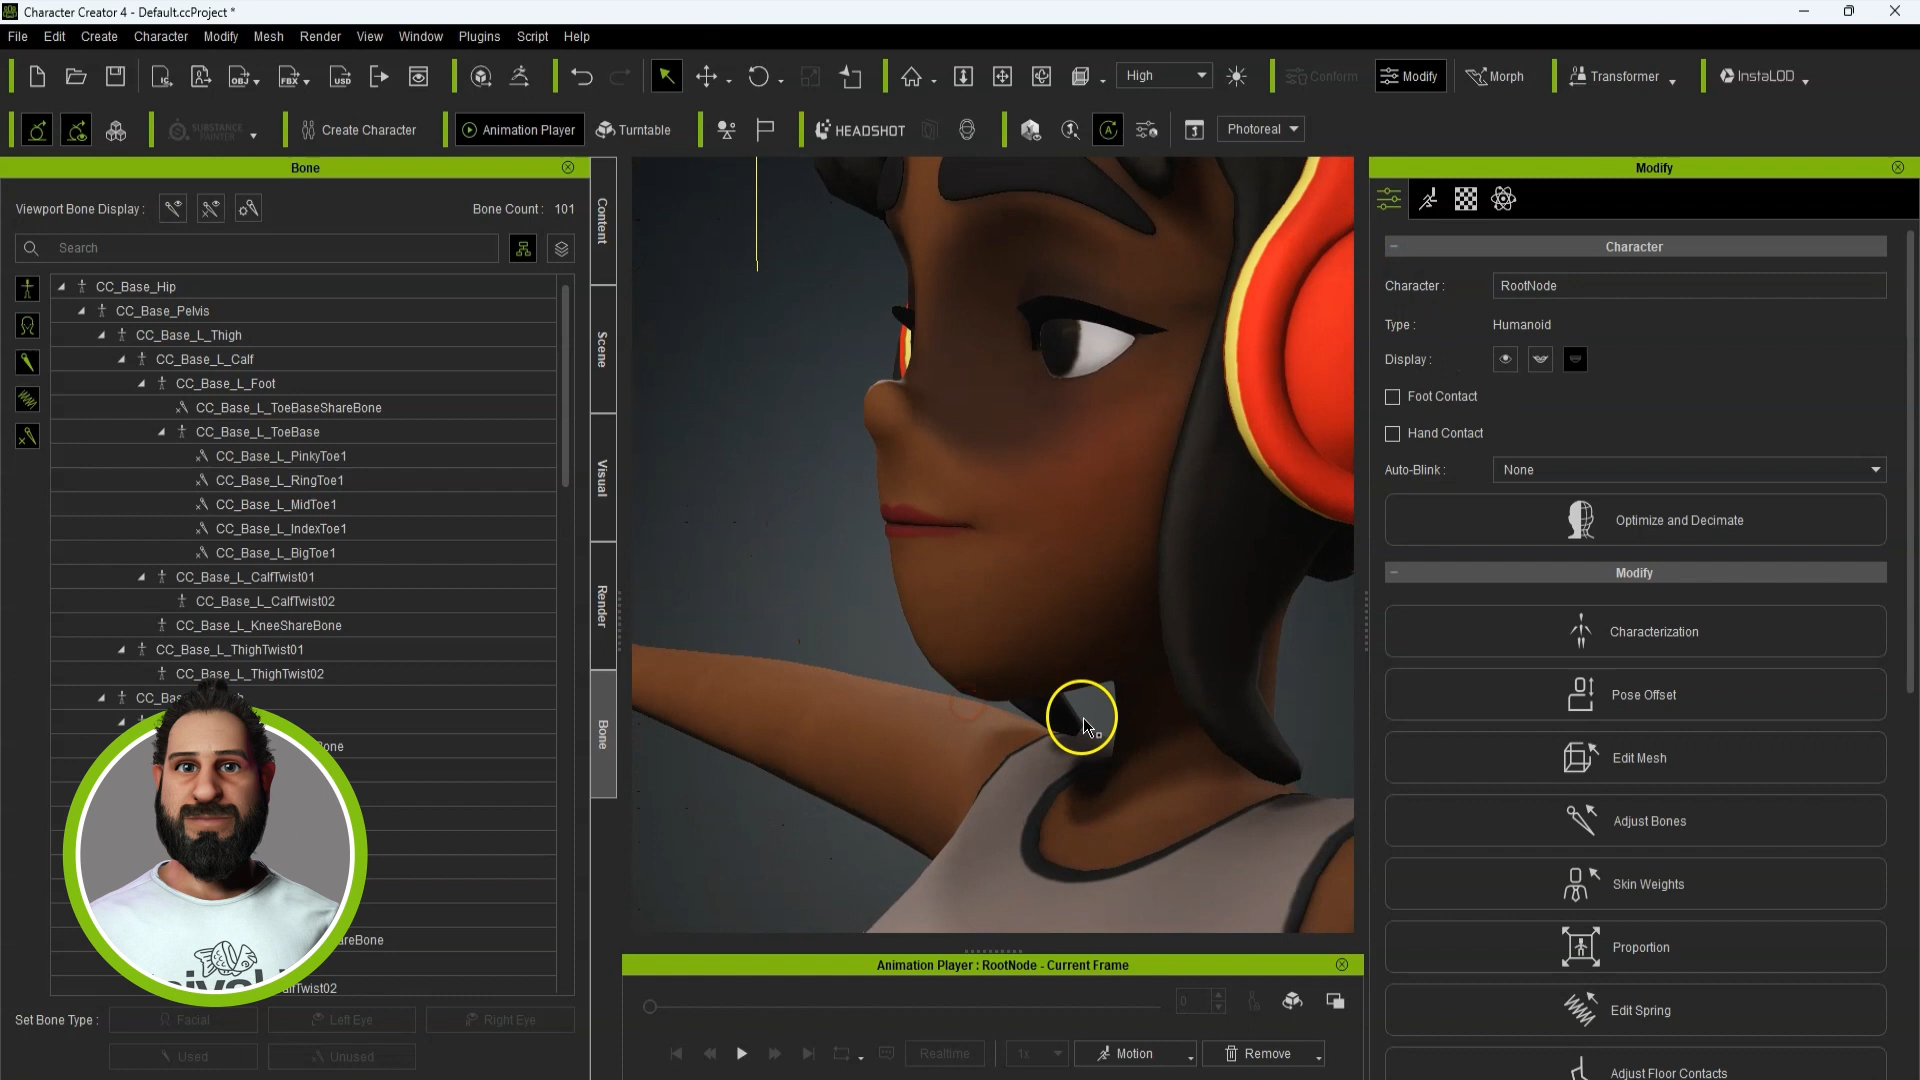 Character Creator 4 - Default.ccProject *
File Edit Create Character Modify Mesh Render View Window Plugins Script Help
High
Conform
Modify
Morph
Transformer
InstaLOD
SUBSTANCE PAINTER
Create Character
Animation Player
Turntable
HEADSHOT
Photoreal
Bone
Viewport Bone Display :
Bone Count : 101
Search
CC_Base_Hip
CC_Base_Pelvis
CC_Base_L_Thigh
CC_Base_L_Calf
CC_Base_L_Foot
CC_Base_L_ToeBaseShareBone
CC_Base_L_ToeBase
CC_Base_L_PinkyToe1
CC_Base_L_RingToe1
CC_Base_L_MidToe1
CC_Base_L_IndexToe1
CC_Base_L_BigToe1
CC_Base_L_CalfTwist01
CC_Base_L_CalfTwist02
CC_Base_L_KneeShareBone
CC_Base_L_ThighTwist01
CC_Base_L_ThighTwist02
Set Bone Type :
Facial
Left Eye
Right Eye
Used
Unused
Content
Scene
Visual
Render
Bone
Animation Player : RootNode - Current Frame
0
Realtime
1x
Motion
Remove
Modify
Character
Character : RootNode
Type : Humanoid
Display :
Foot Contact
Hand Contact
Auto-Blink : None
Optimize and Decimate
Modify
Characterization
Pose Offset
Edit Mesh
Adjust Bones
Skin Weights
Proportion
Edit Spring
Adjust Floor Contacts